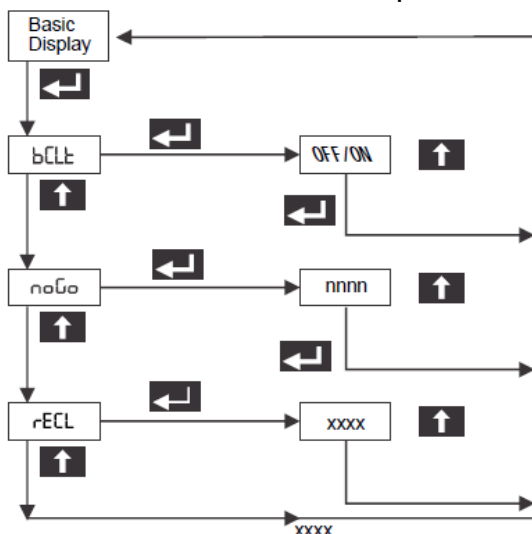 Basic
Display
bCLt
OFF/ON
noGo
nnnn
rECL
xxxx
xxxx